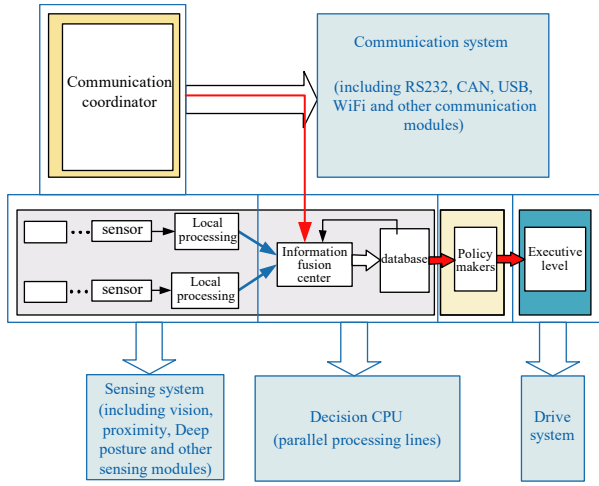 Communication
coordinator
Communication system
(including RS232, CAN, USB,
WiFi and other communication
modules)
sensor
Local
processing
Information
fusion
center
database
Policy
makers
Executive
level
sensor
Local
processing
Sensing system
(including vision,
proximity, Deep
posture and other
sensing modules)
Decision CPU
(parallel processing lines)
Drive
system